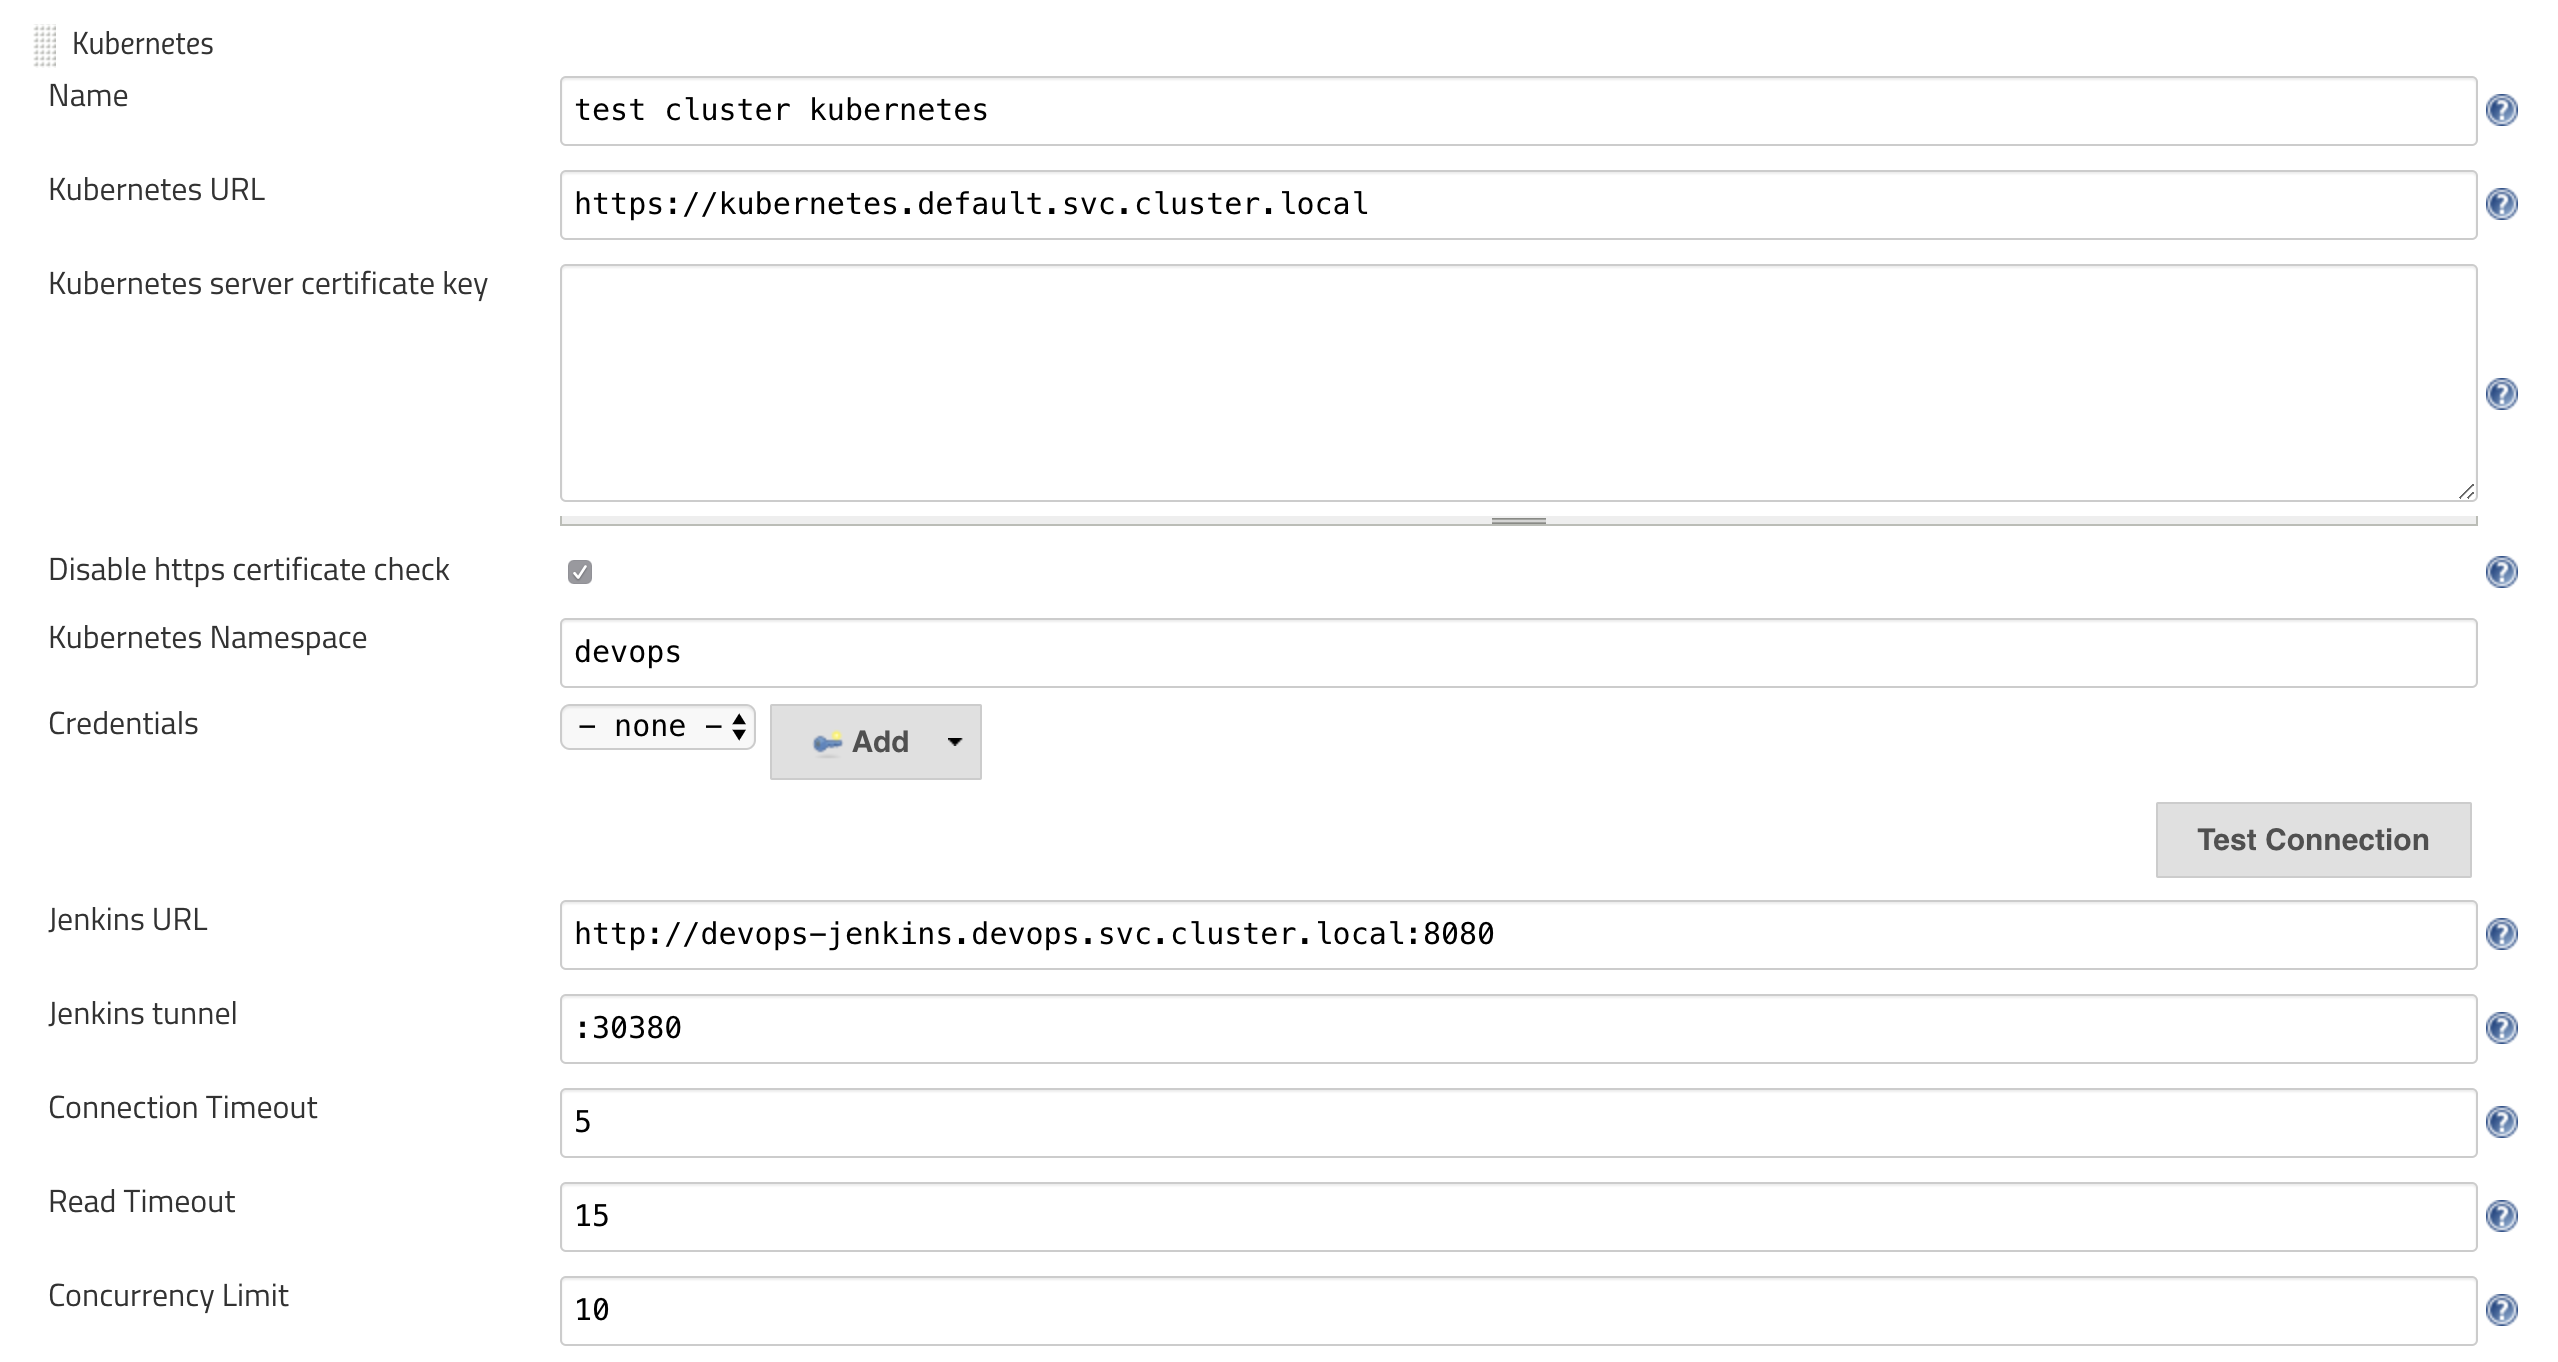 Kubernetes
Name
test cluster kubernetes
Kubernetes URL
https://kubernetes.default.svc.cluster.local
Kubernetes server certificate key
Disable https certificate check
Kubernetes Namespace
devops
Credentials
- none -
Add
Test Connection
Jenkins URL
http://devops-jenkins.devops.svc.cluster.local:8080
Jenkins tunnel
:30380
Connection Timeout
5
Read Timeout
15
Concurrency Limit
10